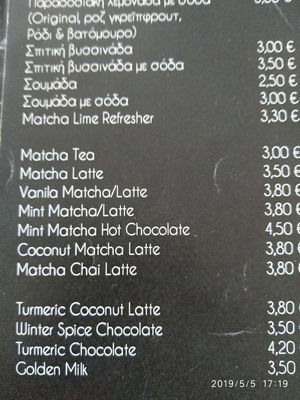 Παραδοσιακή λεμονάδα με σόδα
(Original, ροζ γκρέιπφρουτ,
Ρόδι & βατόμουρο)
Σπιτική βυσσινάδα 3,00 €
Σπιτική βυσσινάδα με σόδα 3,50 €
Σουμάδα 2,50 €
Σουμάδα με σόδα 3,00 €
Matcha Lime Refresher 3,30 €
Matcha Tea 3,00 €
Matcha Latte 3,50 €
Vanila Matcha/Latte 3,80 €
Mint Matcha/Latte 3,80 €
Mint Matcha Hot Chocolate 4,50 €
Coconut Matcha Latte 3,80 €
Matcha Chai Latte 3,80 €
Turmeric Coconut Latte 3,80
Winter Spice Chocolate 3,50
Turmeric Chocolate 4,20
Golden Milk 3,50
2019/5/5 17:19